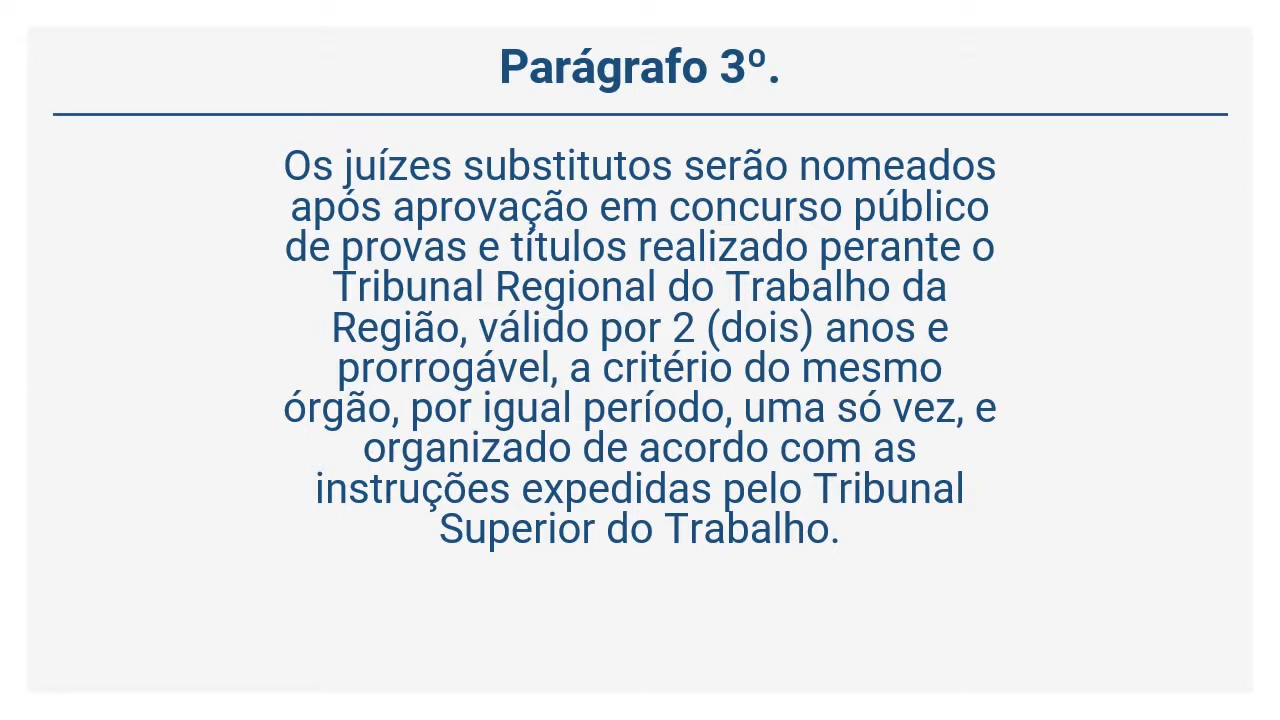 Parágrafo 3º.
Os juízes substitutos serão nomeados
após aprovação em concurso público
de provas e títulos realizado perante o
Tribunal Regional do Trabalho da
Região, válido por 2 (dois) anos e
prorrogável, a critério do mesmo
órgão, por igual período, uma só vez, e
organizado de acordo com as
instruções expedidas pelo Tribunal
Superior do Trabalho.